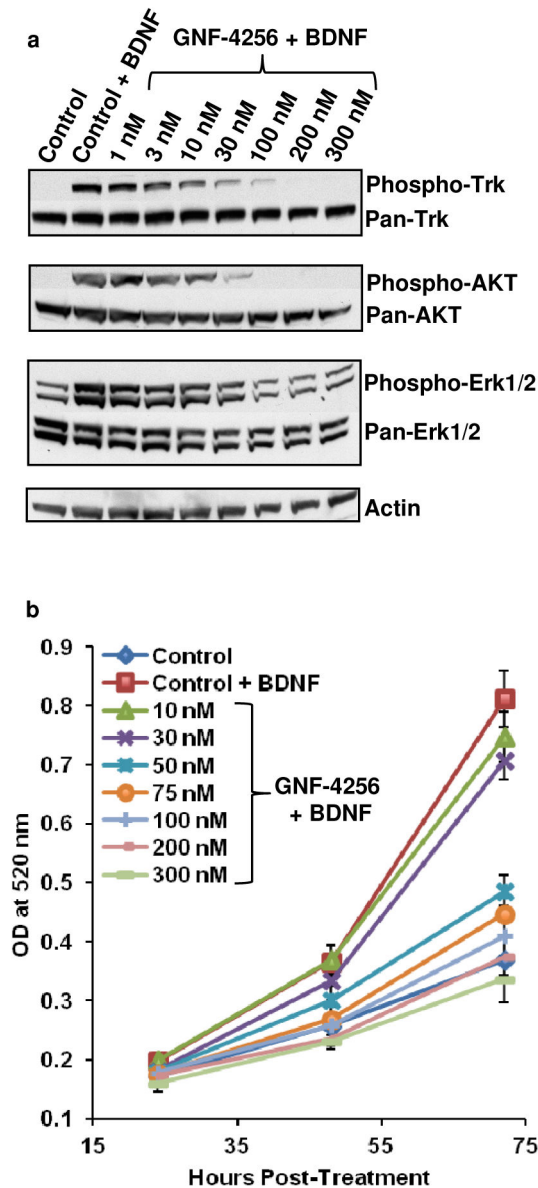 a
GNF-4256 + BDNF
Control
Control + BDNF
1 nM
3 nM
10 nM
30 nM
100 nM
200 nM
300 nM
Phospho-Trk
Pan-Trk
Phospho-AKT
Pan-AKT
Phospho-Erk1/2
Pan-Erk1/2
Actin
b
0.9
0.8
0.7
0.6
0.5
0.4
0.3
0.2
0.1
OD at 520 nm
Control
Control + BDNF
10 nM
30 nM
50 nM
75 nM
100 nM
200 nM
300 nM
GNF-4256
+ BDNF
15
35
55
75
Hours Post-Treatment